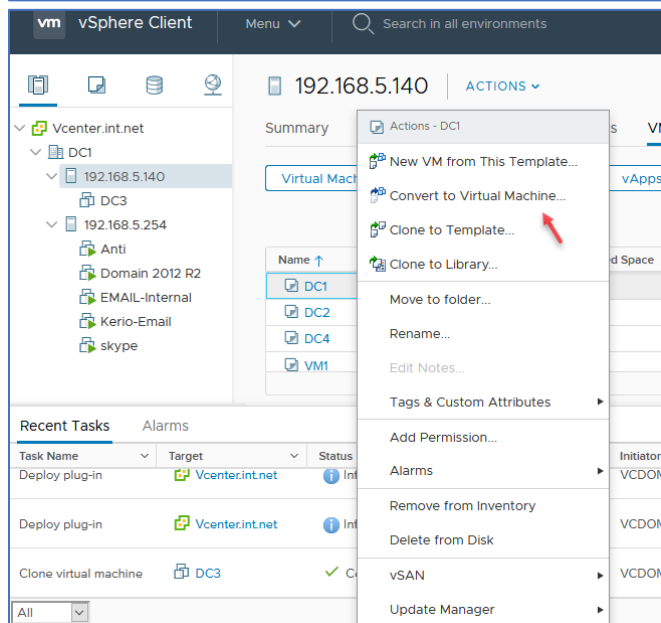 vm vSphere Client Menu Search in all environments
192.168.5.140 ACTIONS
Vcenter.int.net
DC1
192.168.5.140
DC3
192.168.5.254
Anti
Domain 2012 R2
EMAIL-Internal
Kerio-Email
skype
Summary
Virtual Mach
vApps
Name ↑
ed Space
DC1
DC2
DC4
VM1
Actions - DC1
New VM from This Template...
Convert to Virtual Machine...
Clone to Template...
Clone to Library...
Move to folder...
Rename...
Edit Notes...
Tags & Custom Attributes
Add Permission...
Alarms
Remove from Inventory
Delete from Disk
vSAN
Update Manager
Recent Tasks Alarms
Task Name Target Status Initiator
Deploy plug-in Vcenter.int.net Inf VCDOM
Deploy plug-in Vcenter.int.net Inf VCDOM
Clone virtual machine DC3 VCDOM
All